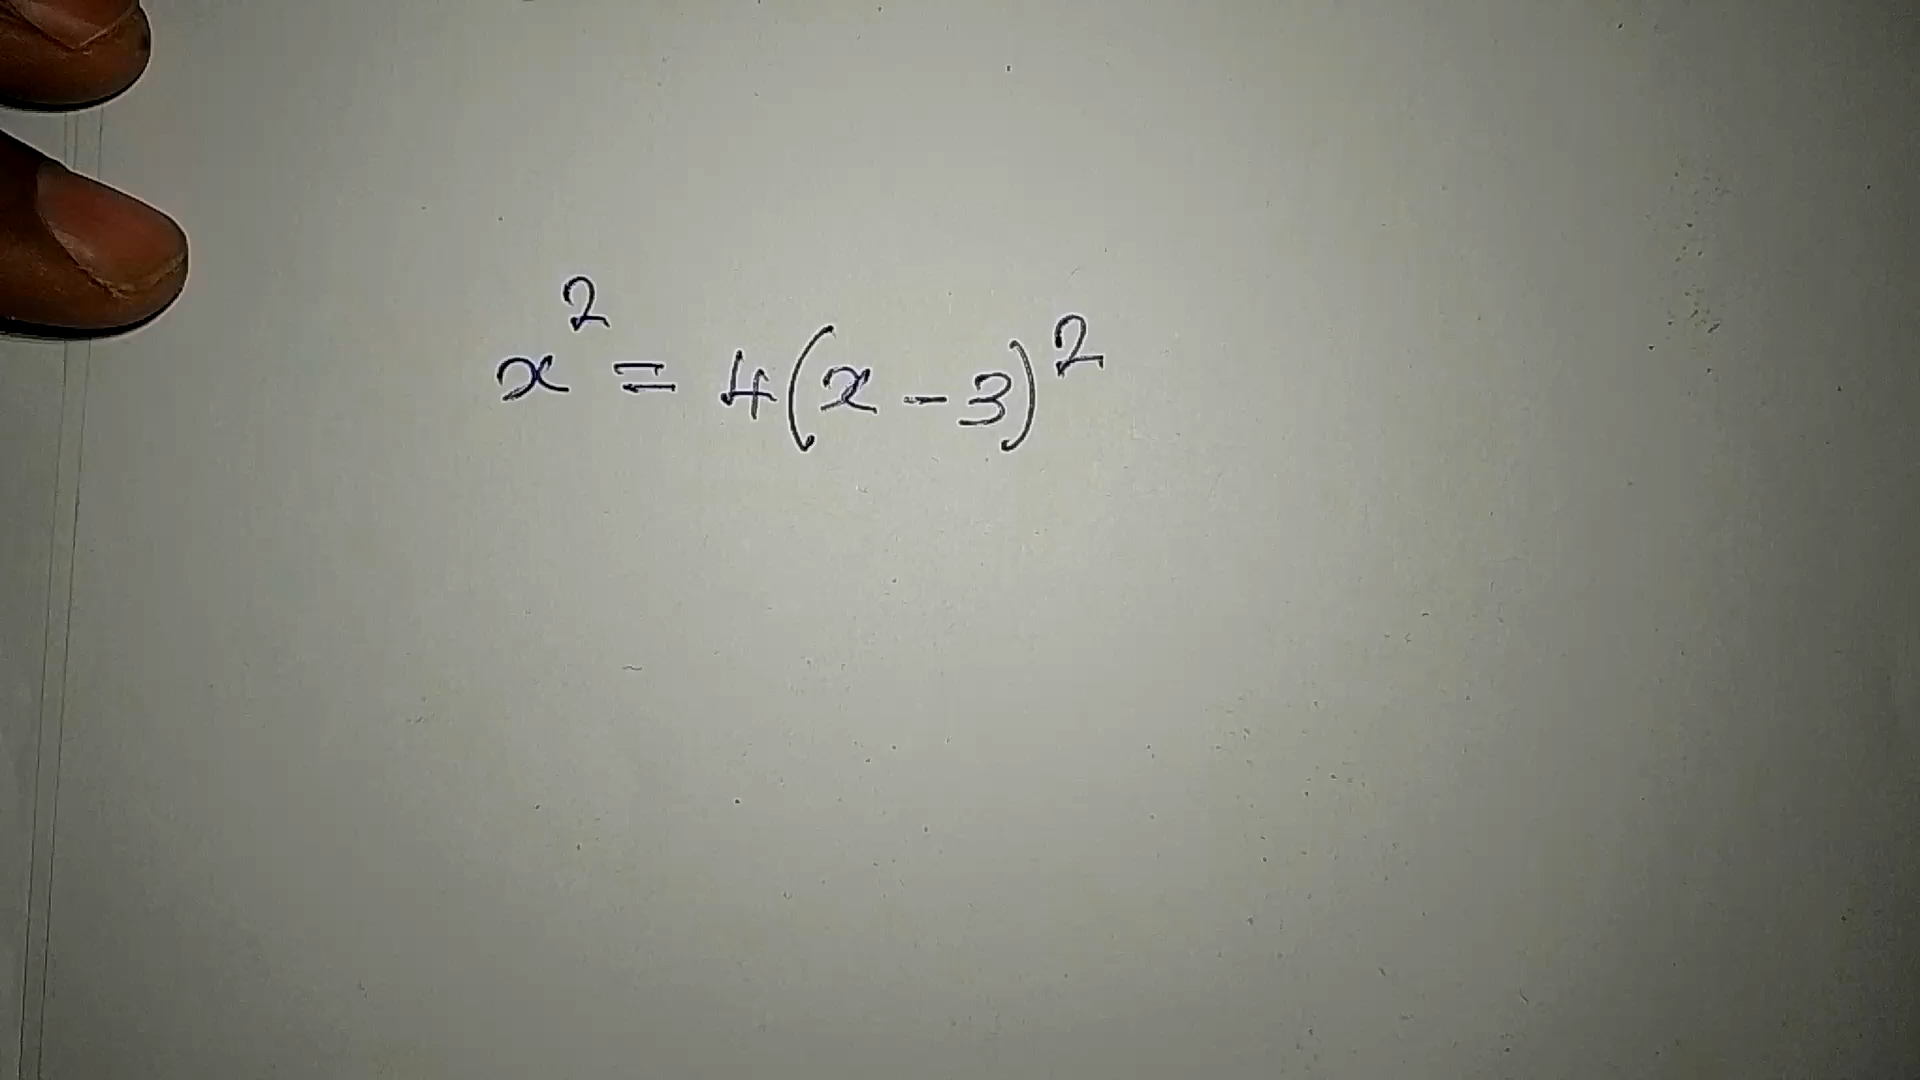 x² = 4(x - 3)²